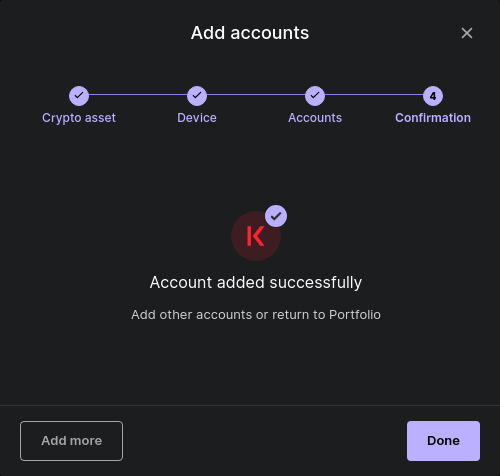 Add accounts
Crypto asset
Device
Accounts
4
Confirmation
Account added successfully
Add other accounts or return to Portfolio
Add more
Done